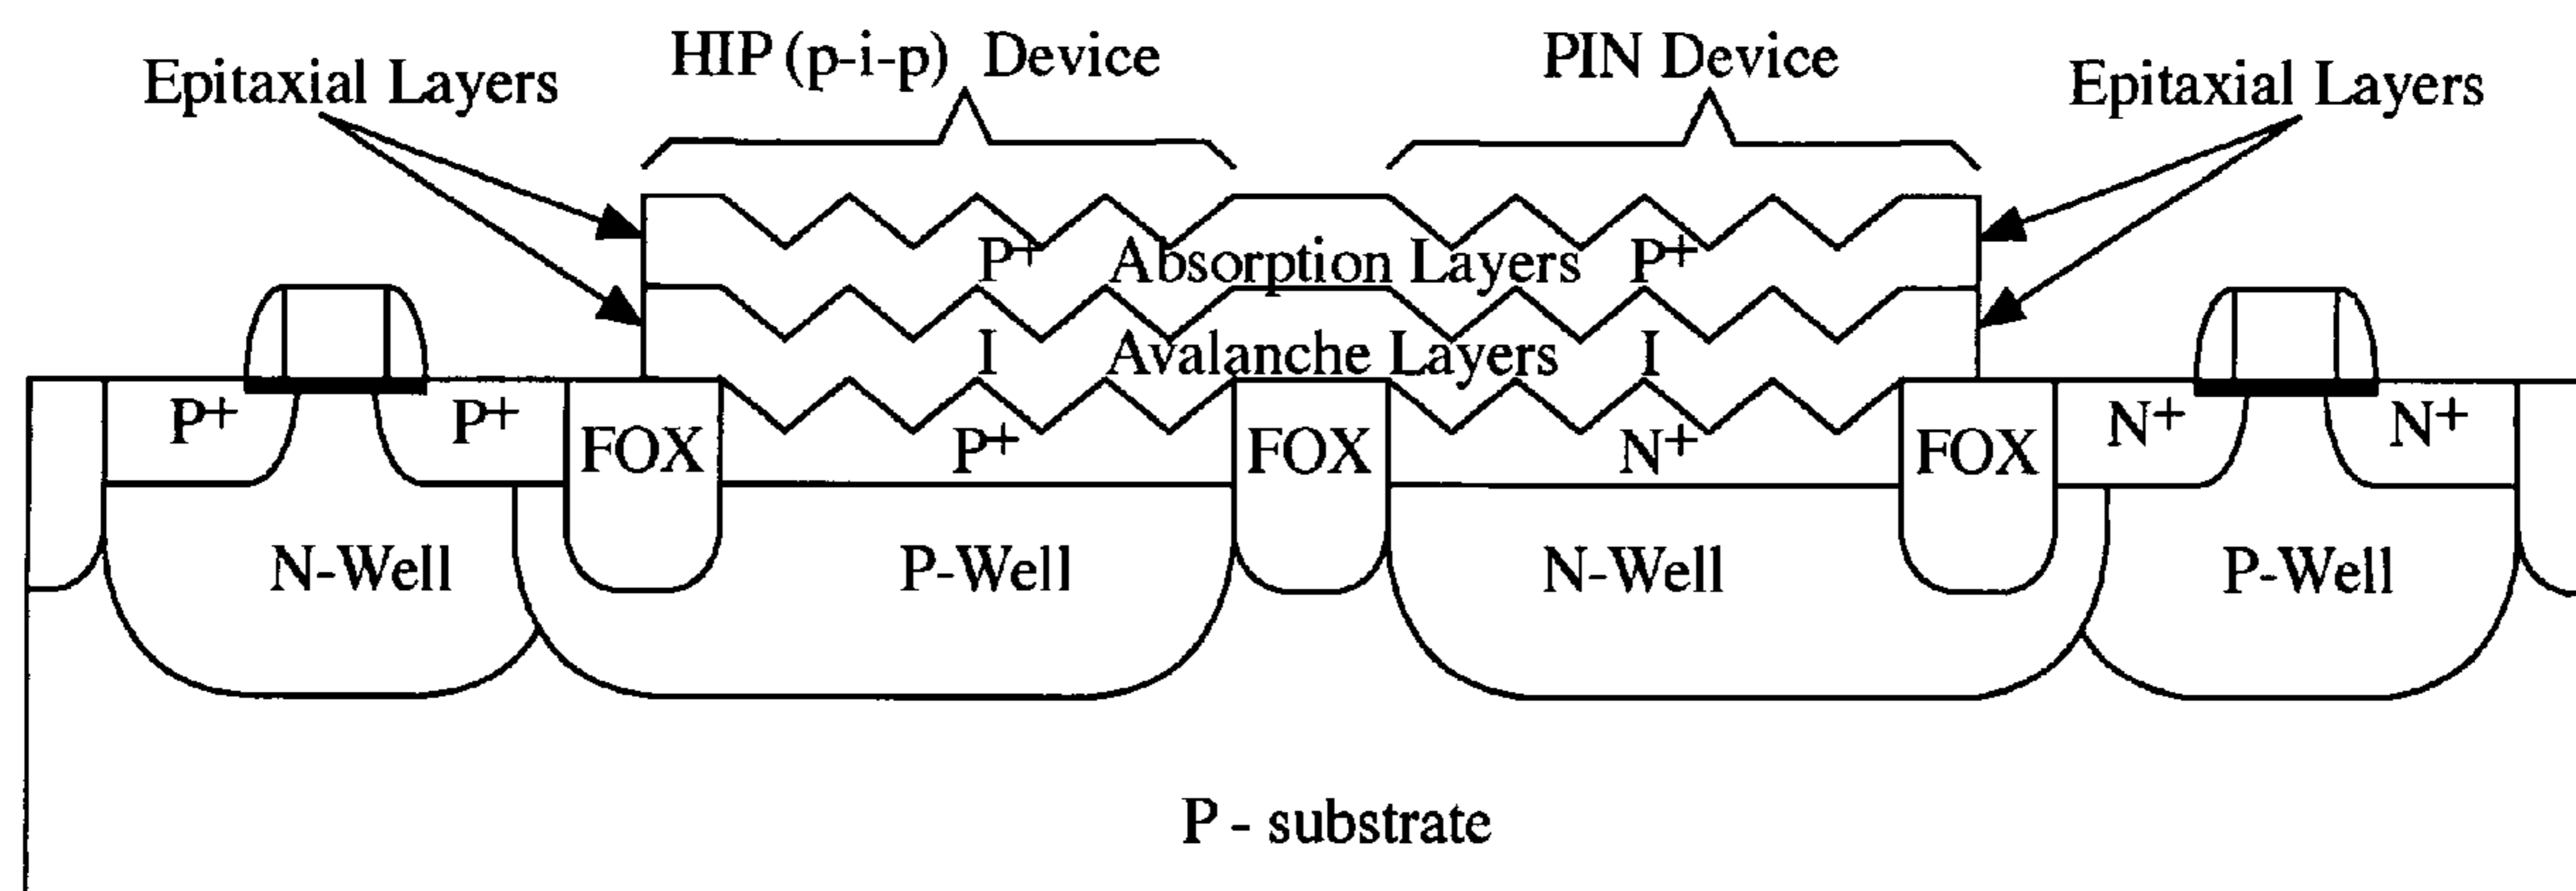 HIP (p-i-p) Device
PIN Device
Epitaxial Layers
Epitaxial Layers
P+ Absorption Layers P+
I Avalanche Layers I
P+
P+
FOX
P+
FOX
N+
FOX
N+
N+
N-Well
P-Well
N-Well
P-Well
P - substrate